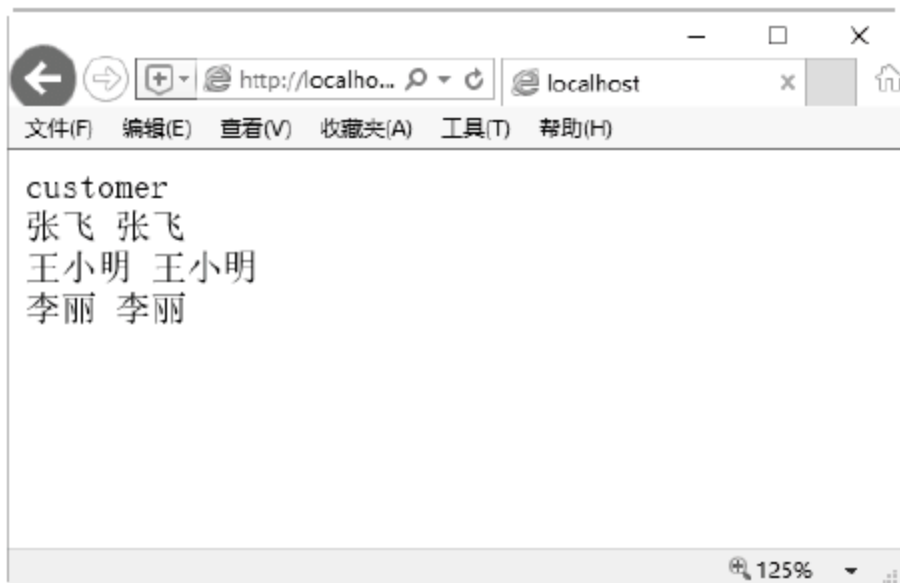 http://localho...
localhost
文件(F) 编辑(E) 查看(V) 收藏夹(A) 工具(T) 帮助(H)
customer
张飞 张飞
王小明 王小明
李丽 李丽
125%